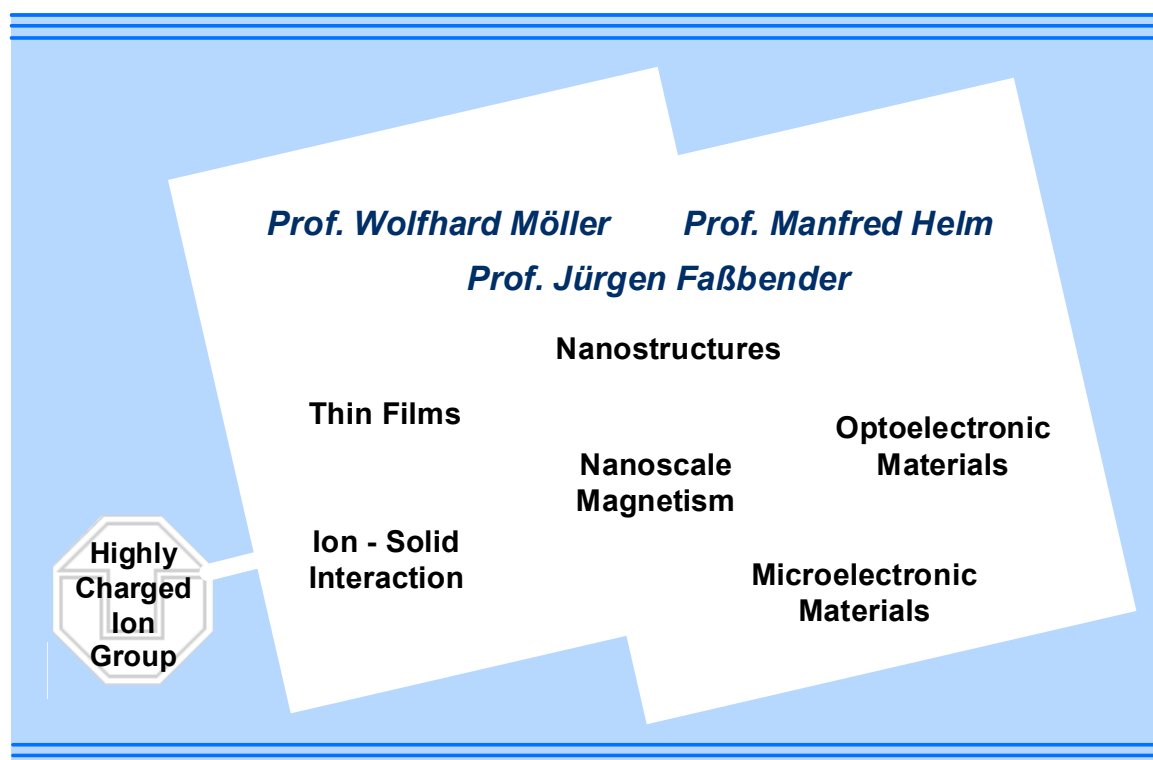 Prof. Wolfhard Möller
Prof. Manfred Helm
Prof. Jürgen Faßbender
Nanostructures
Thin Films
Optoelectronic
Materials
Nanoscale
Magnetism
Ion - Solid
Interaction
Highly
Charged
Ion
Group
Microelectronic
Materials